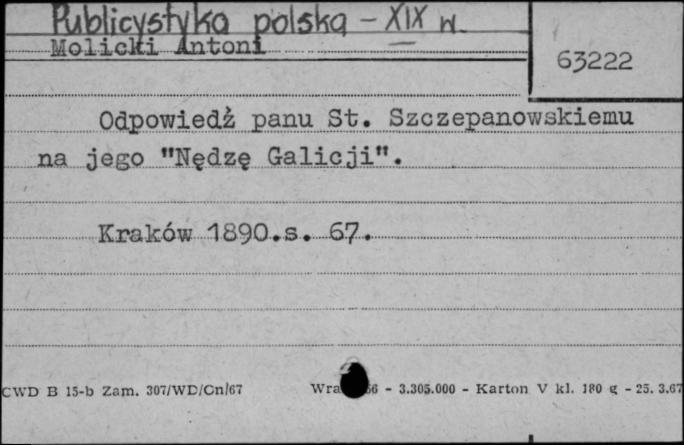 Publicystyka polska - XIX w.
Molicki Antoni
63222
Odpowiedź panu St. Szczepanowskiemu
na jego "Nędzę Galicji".
Kraków 1890.s. 67.
CWD B 15-b Zam. 307/WD/Cn/67 66 - 3.305.000 - Karton V kl. 180 g - 25. 3.67